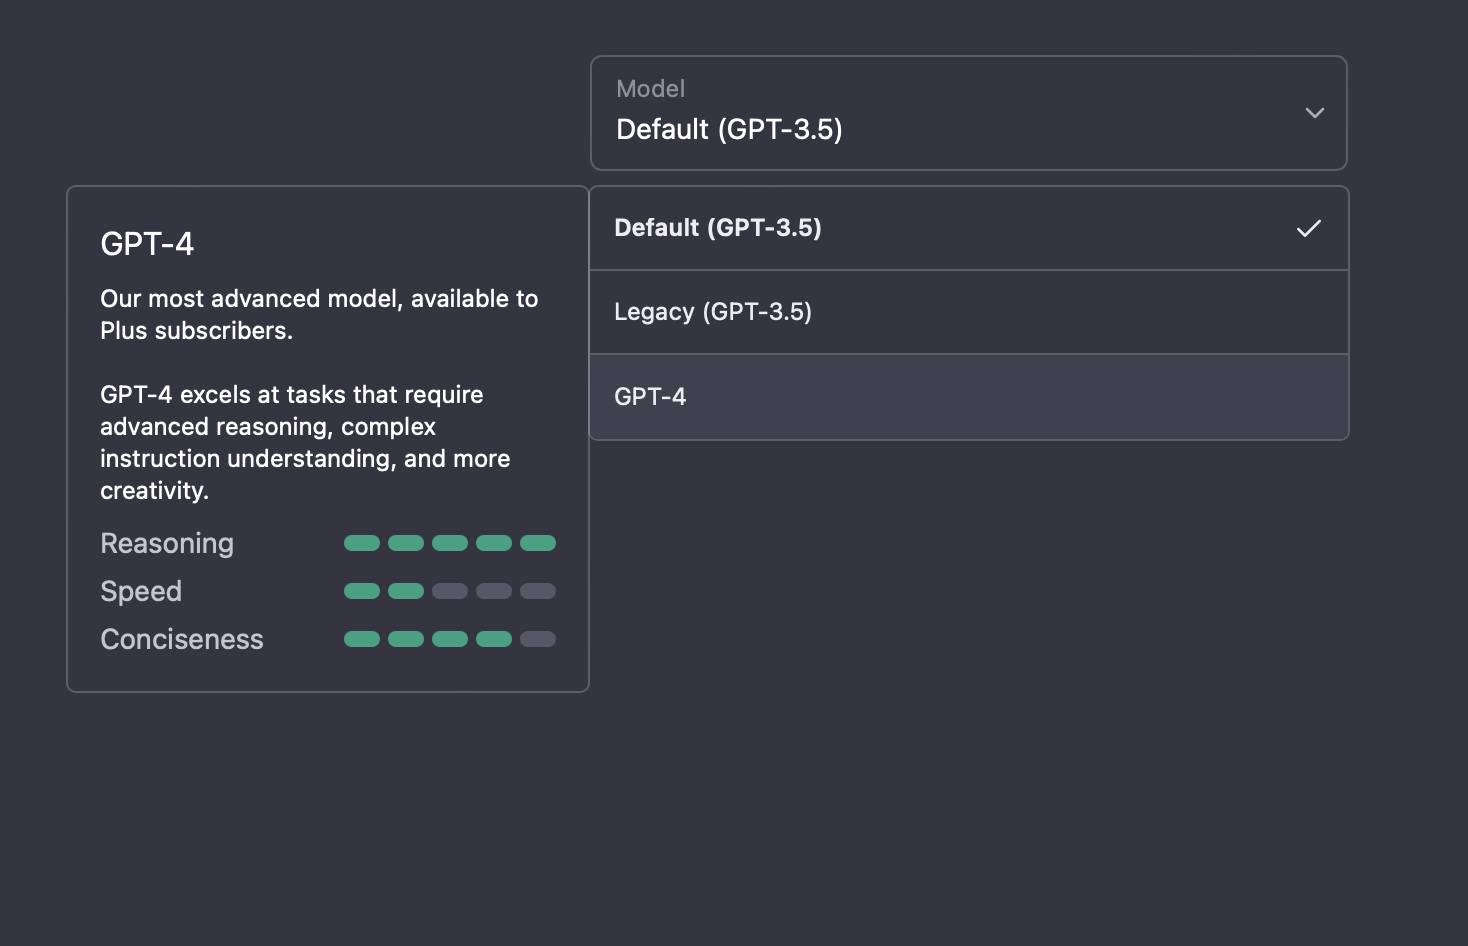 Model
Default (GPT-3.5)
Default (GPT-3.5)
Legacy (GPT-3.5)
GPT-4
GPT-4
Our most advanced model, available to
Plus subscribers.
GPT-4 excels at tasks that require
advanced reasoning, complex
instruction understanding, and more
creativity.
Reasoning
Speed
Conciseness